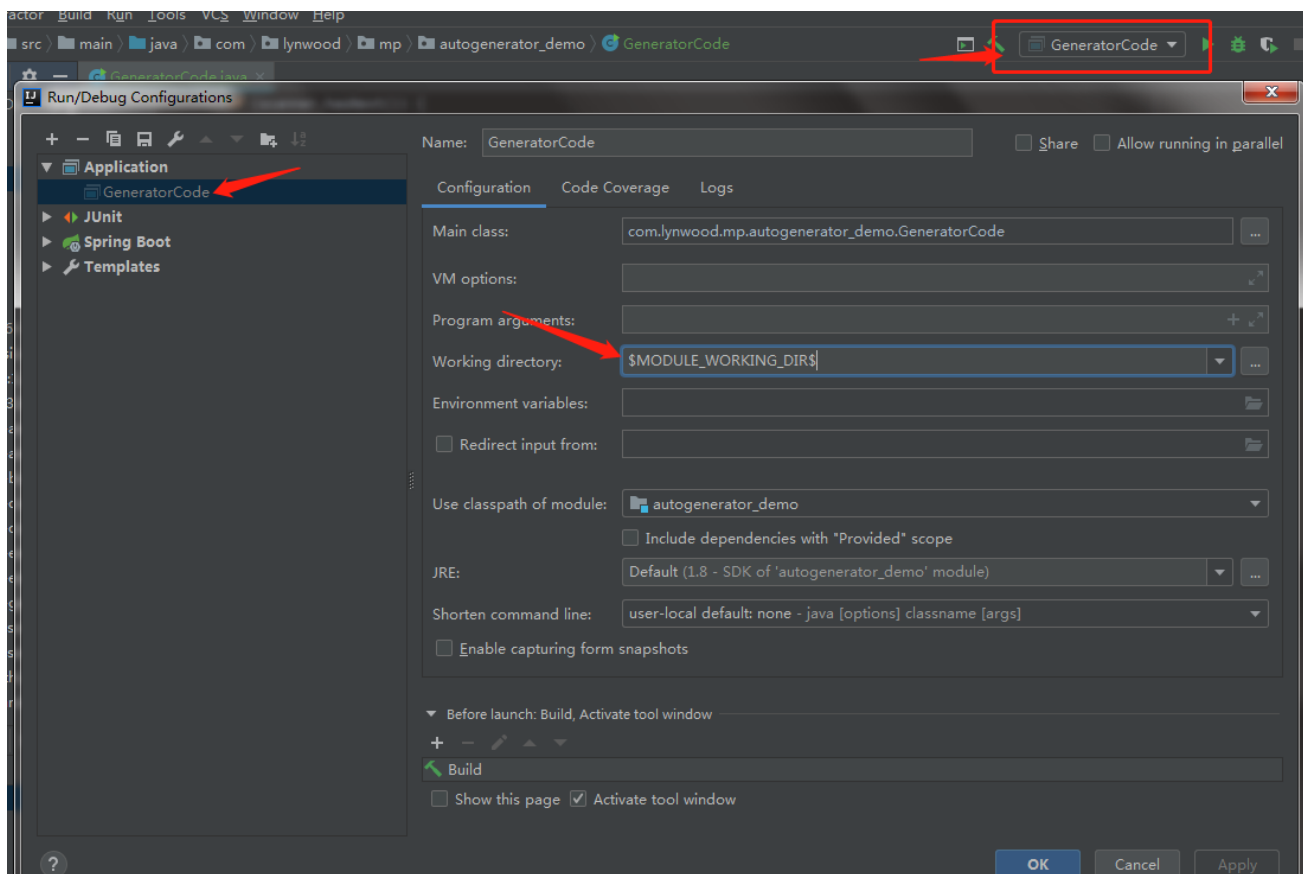 actor Build Run Tools VCS Window Help
src main java com lynwood mp autogenerator_demo GeneratorCode GeneratorCode
GeneratorCode.java
Run/Debug Configurations
Name: GeneratorCode Share Allow running in parallel
Application
GeneratorCode
JUnit
Spring Boot
Templates
Configuration Code Coverage Logs
Main class: com.lynwood.mp.autogenerator_demo.GeneratorCode ...
VM options:
Program arguments:
Working directory: $MODULE_WORKING_DIR$ ...
Environment variables:
Redirect input from:
Use classpath of module: autogenerator_demo
Include dependencies with "Provided" scope
JRE: Default (1.8 - SDK of 'autogenerator_demo' module) ...
Shorten command line: user-local default: none - java [options] classname [args]
Enable capturing form snapshots
Before launch: Build, Activate tool window
Build
Show this page Activate tool window
? OK Cancel Apply